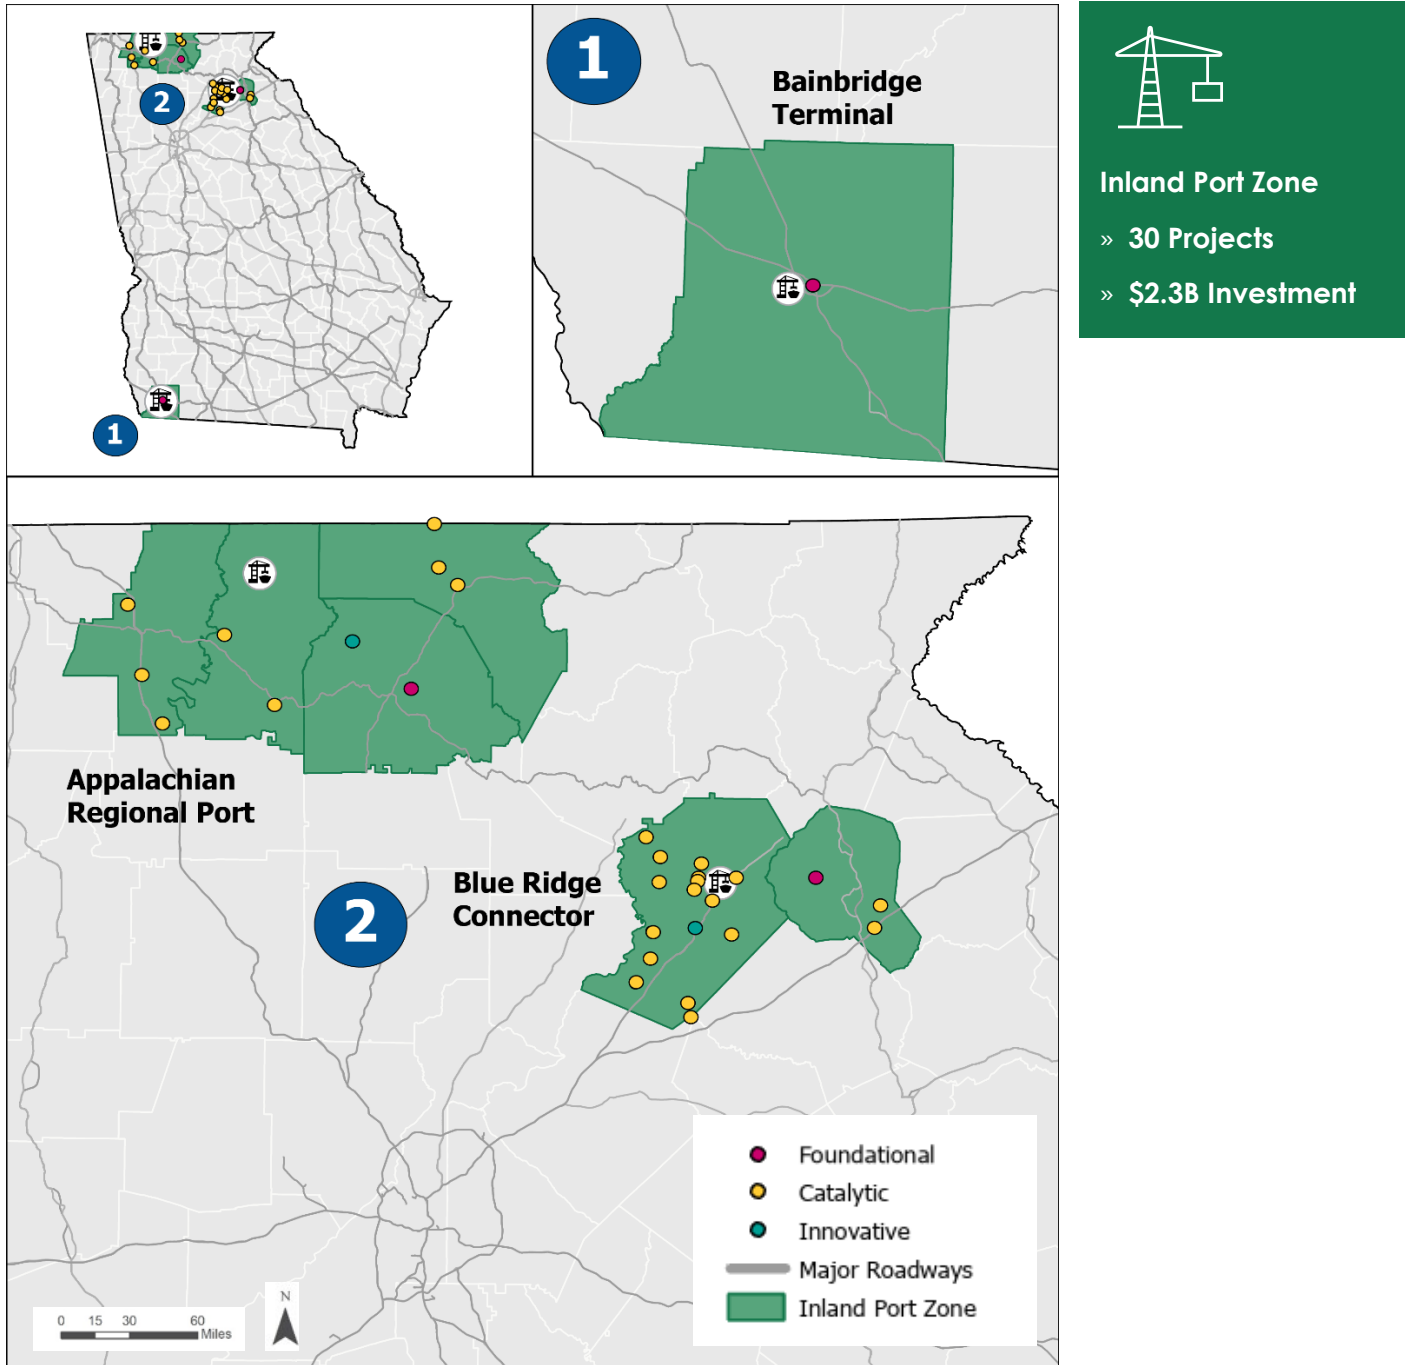 2
1
1
Bainbridge
Terminal
Inland Port Zone
» 30 Projects
» $2.3B Investment
Appalachian
Regional Port
Blue Ridge
Connector
2
Foundational
Catalytic
Innovative
Major Roadways
Inland Port Zone
0 15 30 60
Miles
N